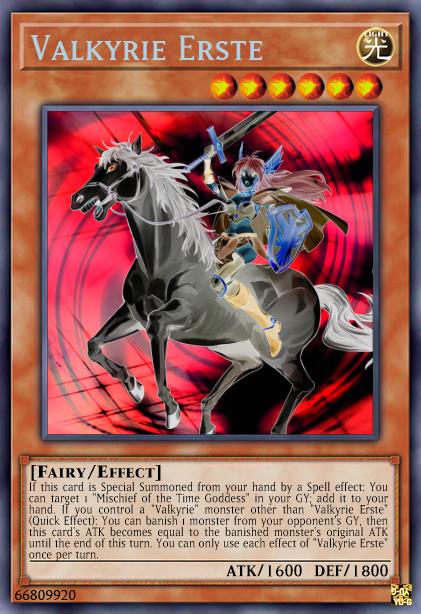 Valkyrie Erste
LIGHT
光
[Fairy/Effect]
If this card is Special Summoned from your hand by a Spell effect: You
can target 1 "Mischief of the Time Goddess" in your GY; add it to your
hand. If you control a "Valkyrie" monster other than "Valkyrie Erste"
(Quick Effect): You can banish 1 monster from your opponent's GY, then
this card's ATK becomes equal to the banished monster's original ATK
until the end of this turn. You can only use each effect of "Valkyrie Erste"
once per turn.
ATK/1600 DEF/1800
66809920